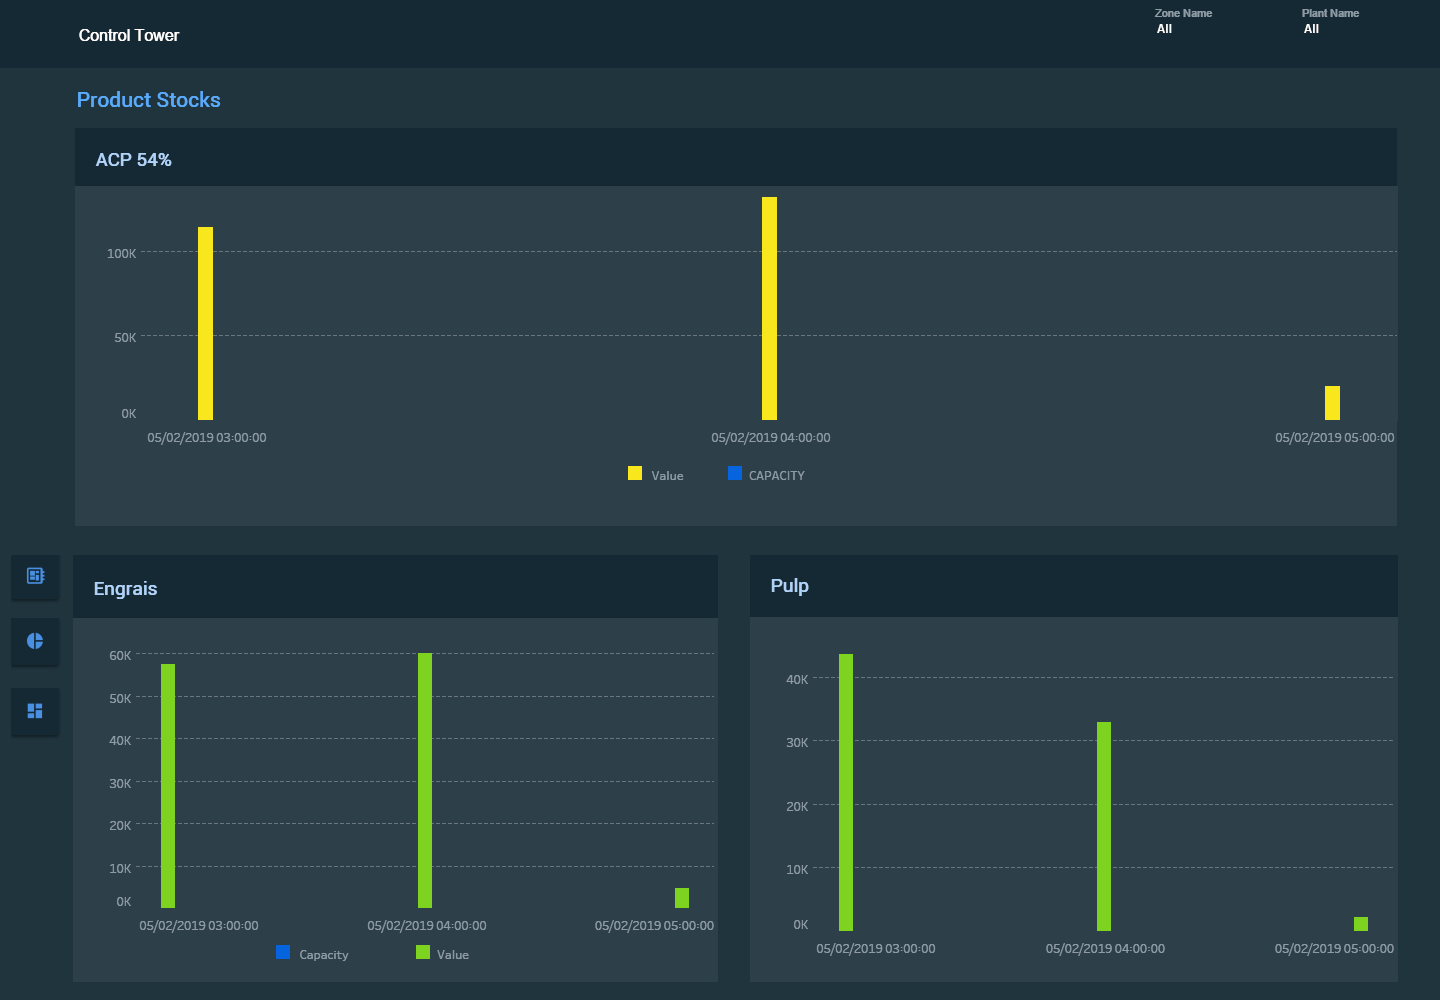 Control Tower
Zone Name
All
Plant Name
All
Product Stocks
ACP 54%
100K
50K
0K
05/02/2019 03:00:00
05/02/2019 04:00:00
05/02/2019 05:00:00
Value
CAPACITY
Engrais
60K
50K
40K
30K
20K
10K
0K
05/02/2019 03:00:00
05/02/2019 04:00:00
05/02/2019 05:00:00
Capacity
Value
Pulp
40K
30K
20K
10K
0K
05/02/2019 03:00:00
05/02/2019 04:00:00
05/02/2019 05:00:00